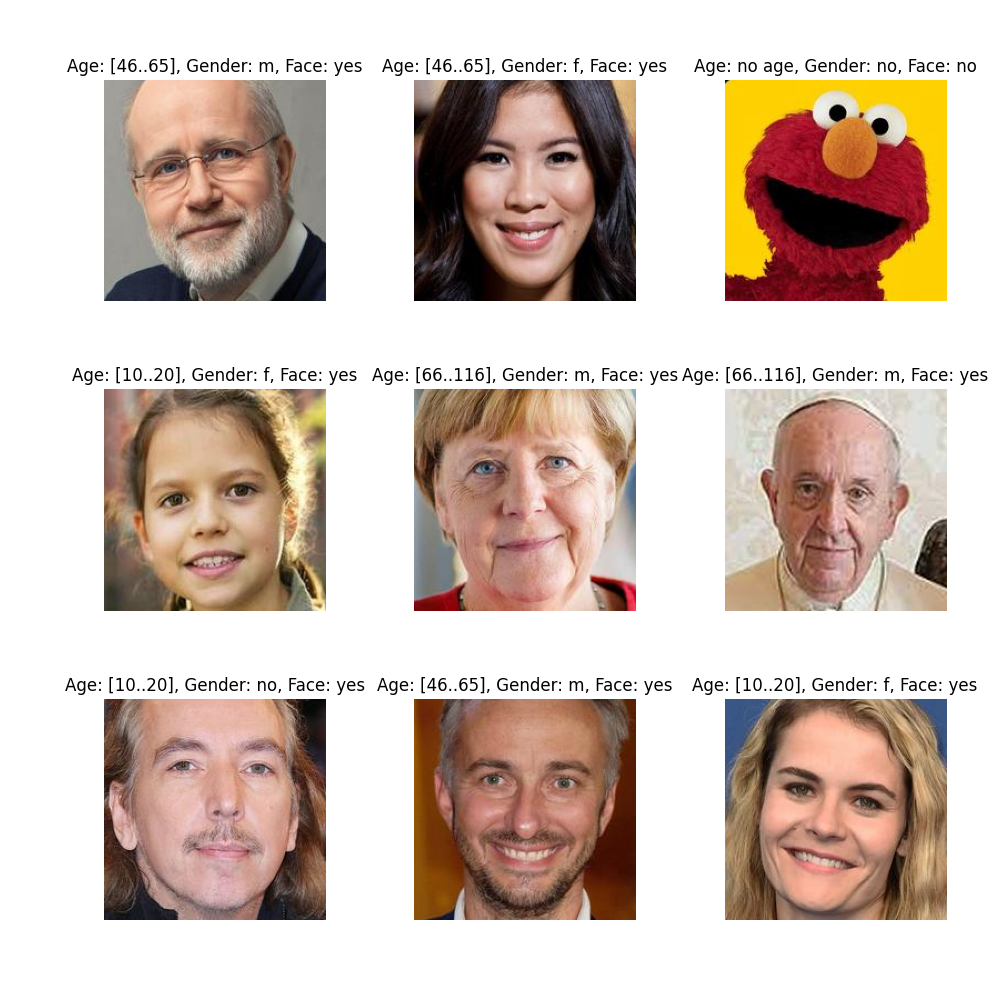 Age: [46..65], Gender: m, Face: yes
Age: [46..65], Gender: f, Face: yes
Age: no age, Gender: no, Face: no
Age: [10..20], Gender: f, Face: yes
Age: [66..116], Gender: m, Face: yes
Age: [66..116], Gender: m, Face: yes
Age: [10..20], Gender: no, Face: yes
Age: [46..65], Gender: m, Face: yes
Age: [10..20], Gender: f, Face: yes